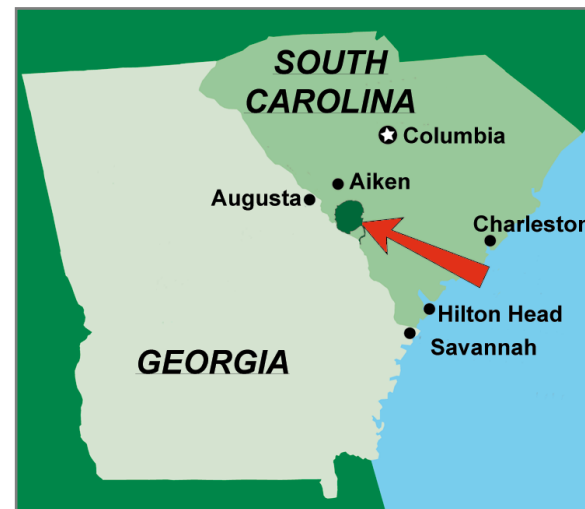 SOUTH
CAROLINA
Columbia
Aiken
Augusta
Charleston
Hilton Head
Savannah
GEORGIA